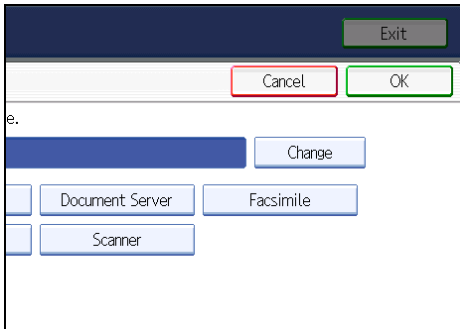 Exit
Cancel OK
e.
Change
Document Server Facsimile
Scanner